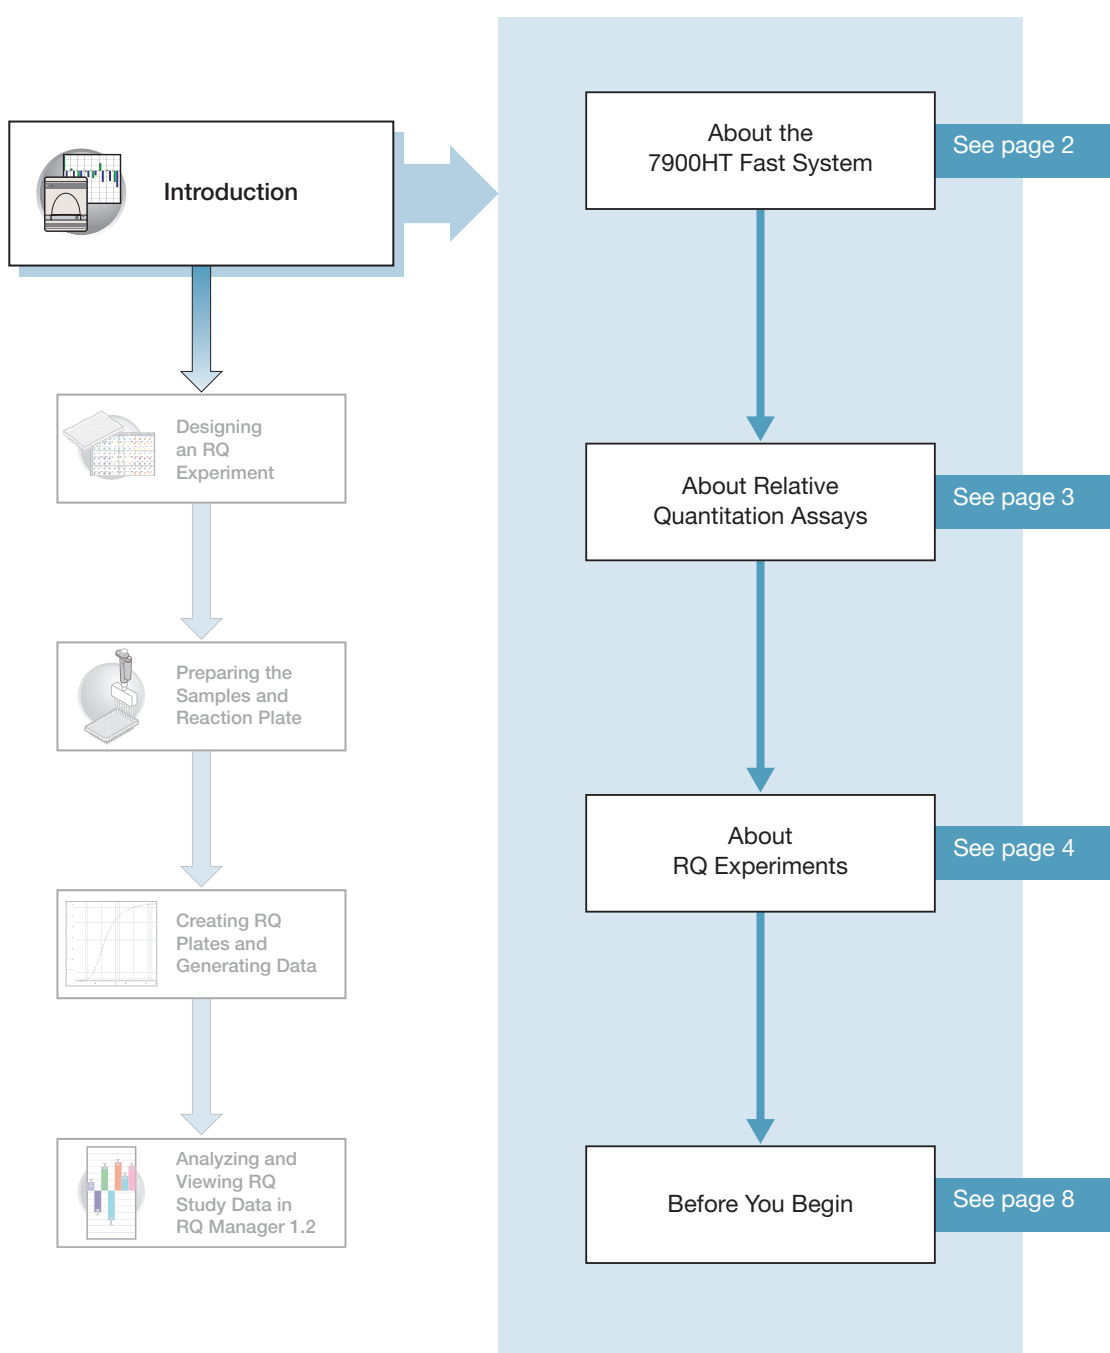 Introduction
Designing
an RQ
Experiment
Preparing the
Samples and
Reaction Plate
Creating RQ
Plates and
Generating Data
Analyzing and
Viewing RQ
Study Data in
RQ Manager 1.2
About the
7900HT Fast System
See page 2
About Relative
Quantitation Assays
See page 3
About
RQ Experiments
See page 4
Before You Begin
See page 8